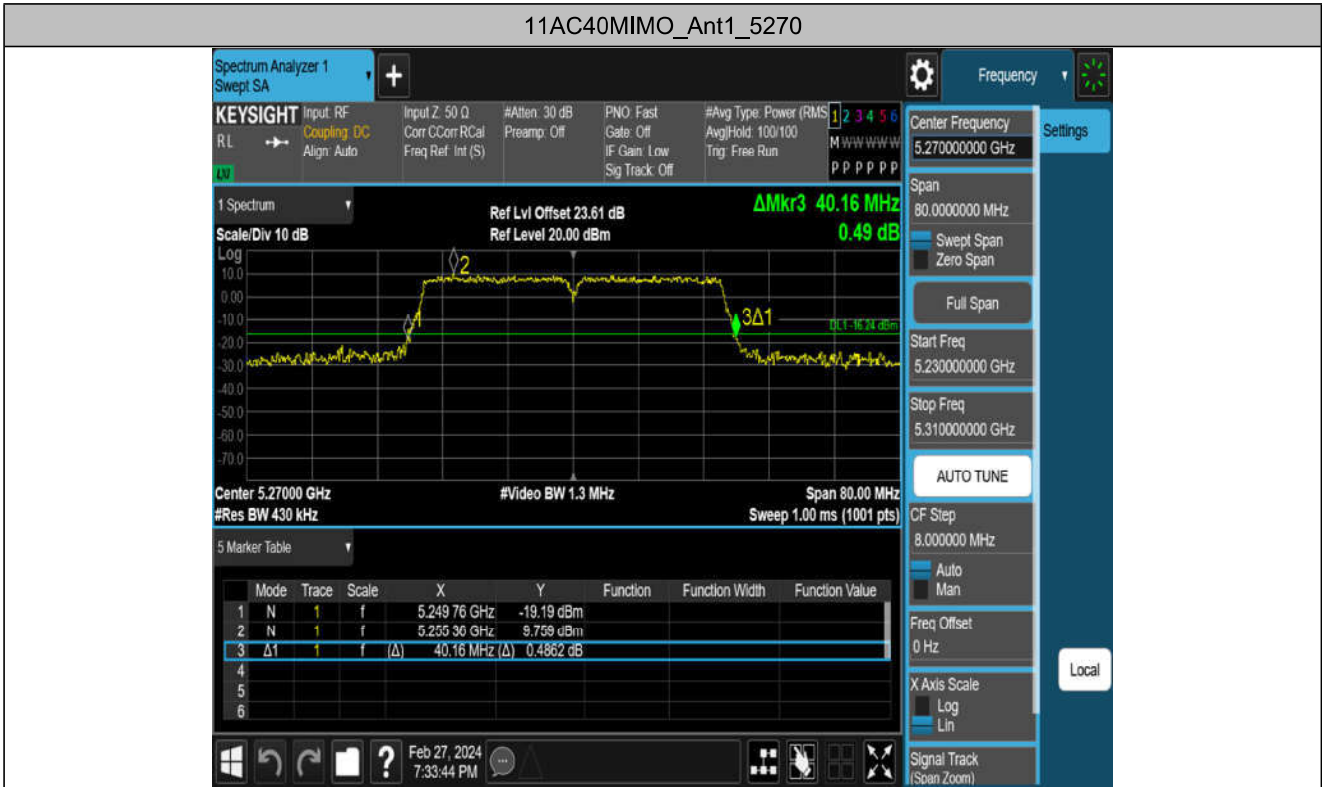 11AC40MIMO_Ant1_5270
Spectrum Analyzer 1
Swept SA
+
Frequency
KEYSIGHT
RL
LXI
Input: RF
Coupling: DC
Align: Auto
Input Z: 50 Ω
Corr CCorr RCal
Freq Ref: Int (S)
#Atten: 30 dB
Preamp: Off
PNO: Fast
Gate: Off
IF Gain: Low
Sig Track: Off
#Avg Type: Power (RMS
Avg|Hold: 100/100
Trig: Free Run
1 2 3 4 5 6
M W W W W W
P P P P P P
Center Frequency
5.270000000 GHz
Settings
Span
80.0000000 MHz
Swept Span
Zero Span
Full Span
Start Freq
5.230000000 GHz
Stop Freq
5.310000000 GHz
AUTO TUNE
CF Step
8.000000 MHz
Auto
Man
Freq Offset
0 Hz
X Axis Scale
Log
Lin
Signal Track
(Span Zoom)
Local
1 Spectrum
Scale/Div 10 dB
Ref Lvl Offset 23.61 dB
Ref Level 20.00 dBm
ΔMkr3 40.16 MHz
0.49 dB
Log
10.0
0.00
-10.0
-20.0
-30.0
-40.0
-50.0
-60.0
-70.0
2
1
3Δ1
DL1 -16.24 dBm
Center 5.27000 GHz
#Video BW 1.3 MHz
Span 80.00 MHz
#Res BW 430 kHz
Sweep 1.00 ms (1001 pts)
5 Marker Table
Mode Trace Scale X Y Function Function Width Function Value
1 N 1 f 5.249 76 GHz -19.19 dBm
2 N 1 f 5.255 36 GHz 9.759 dBm
3 Δ1 1 f (Δ) 40.16 MHz (Δ) 0.4862 dB
4
5
6
?
Feb 27, 2024
7:33:44 PM